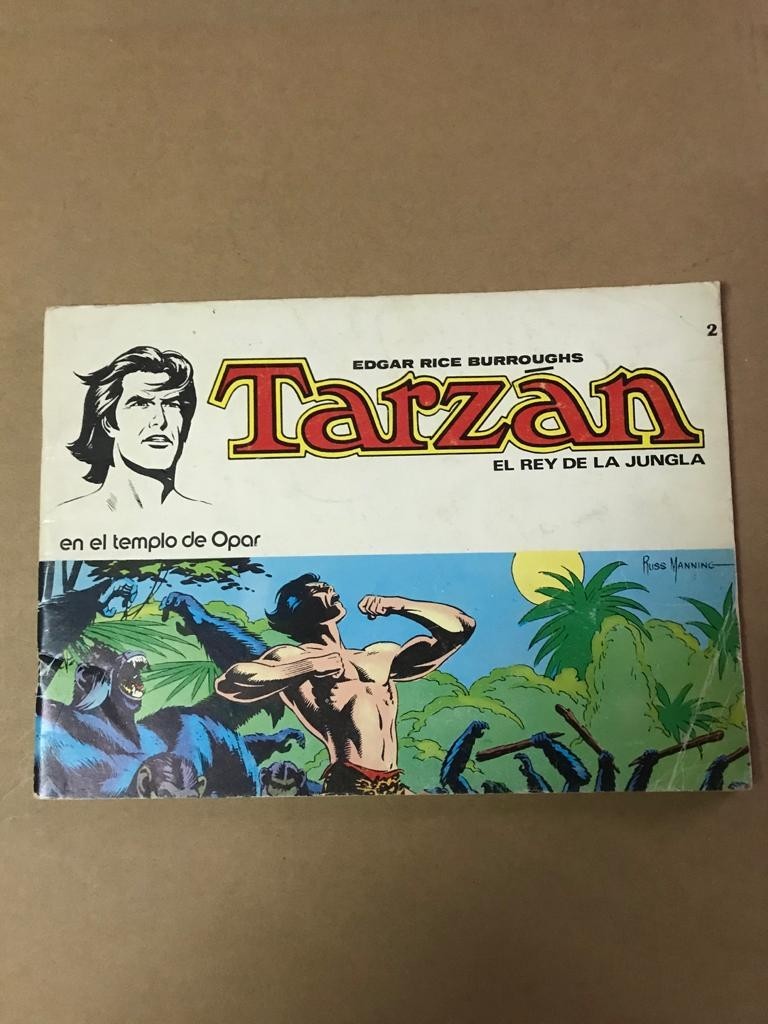 2
EDGAR RICE BURROUGHS
Tarzán
EL REY DE LA JUNGLA
en el templo de Opar
RUSS MANNING